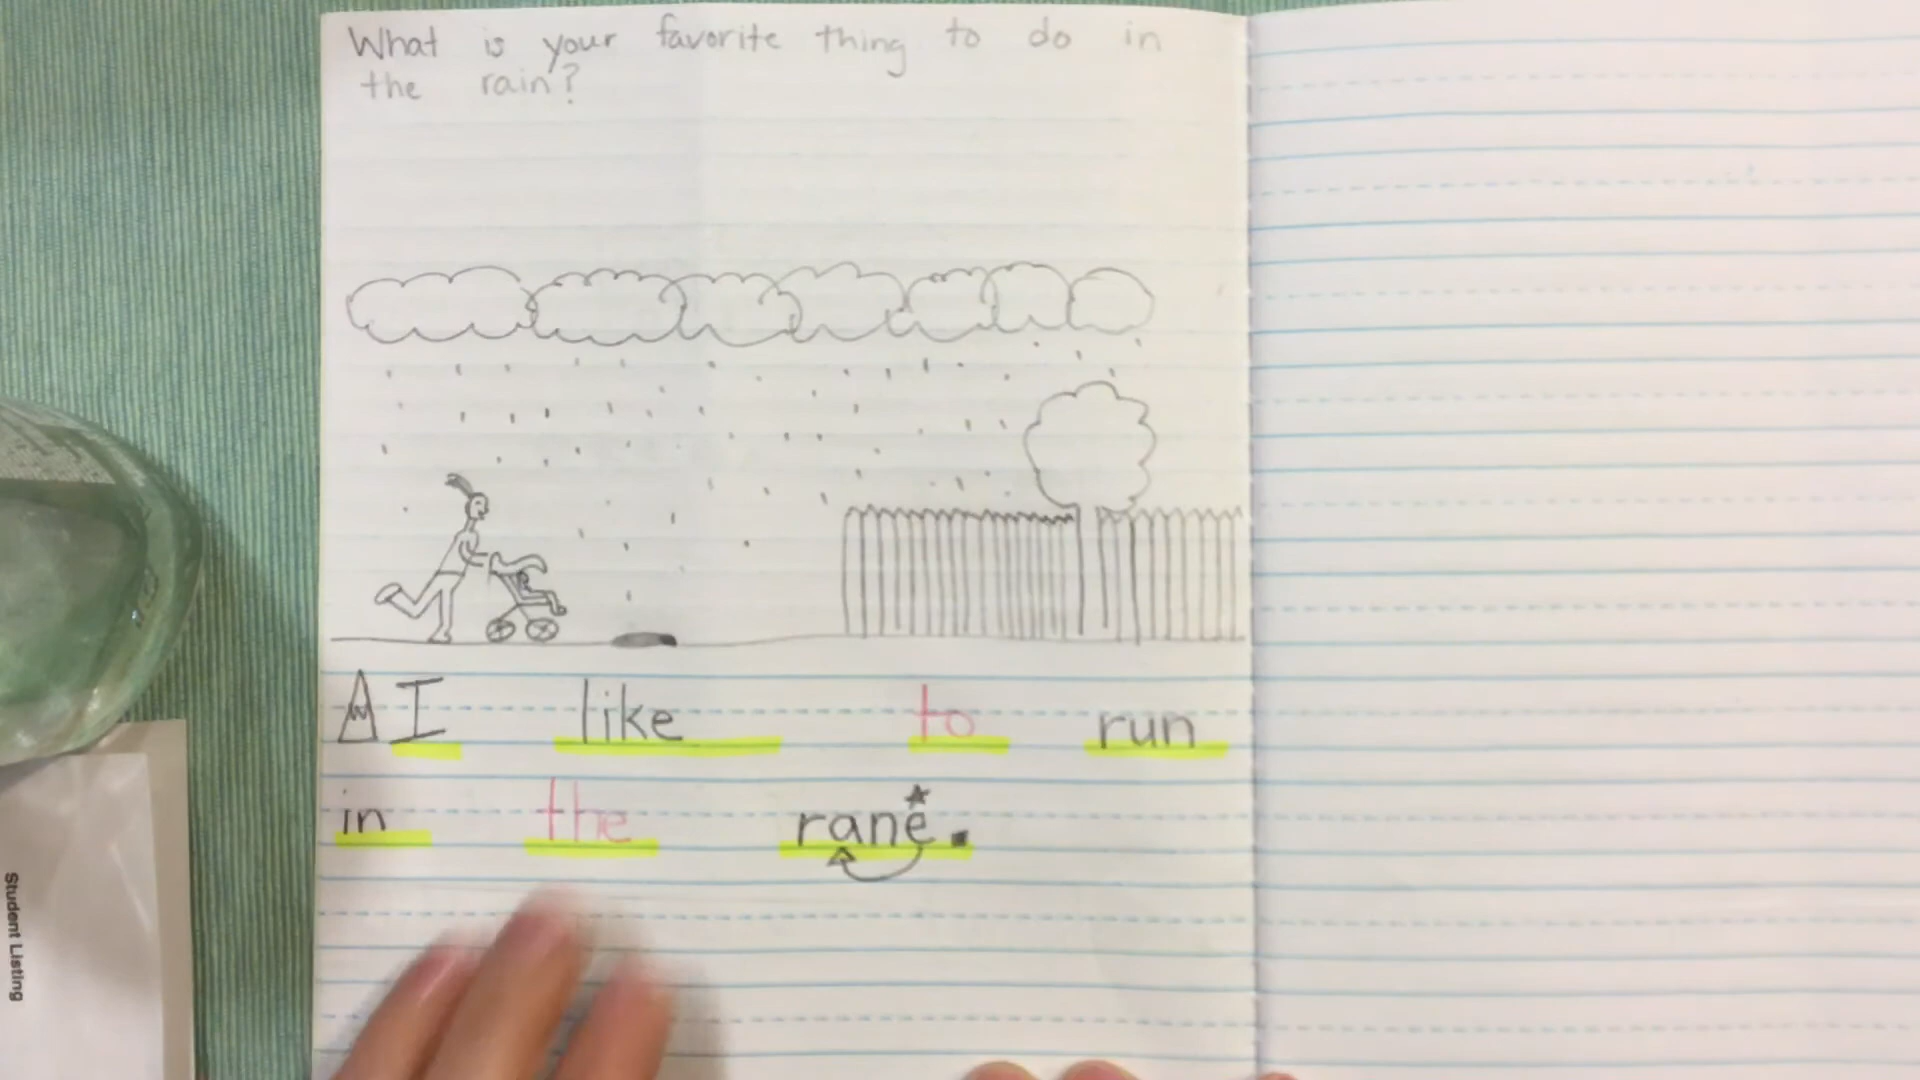 What is your favorite thing to do in
the rain?
I like to run
in the rane.
Student Listing